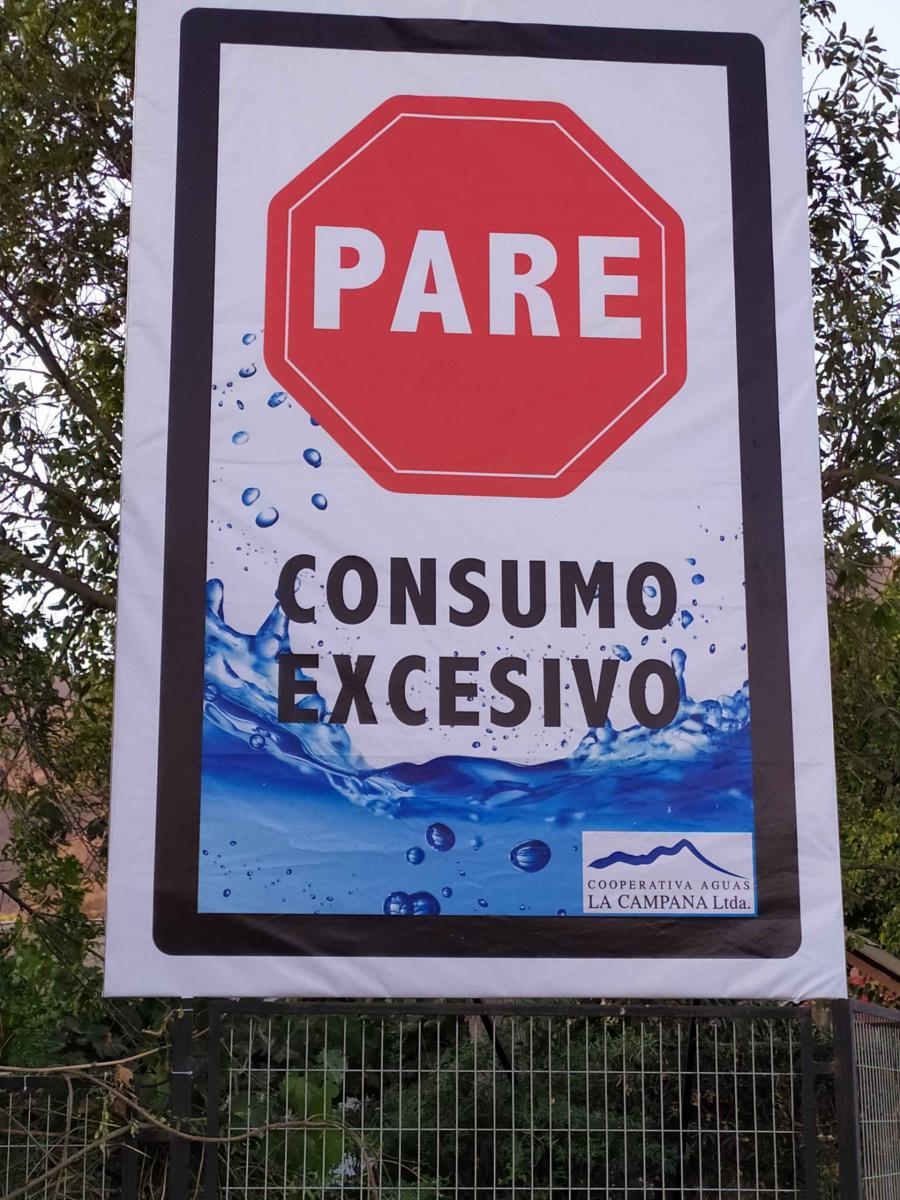 PARE
CONSUMO
EXCESIVO
COOPERATIVA AGUAS
LA CAMPANA Ltda.